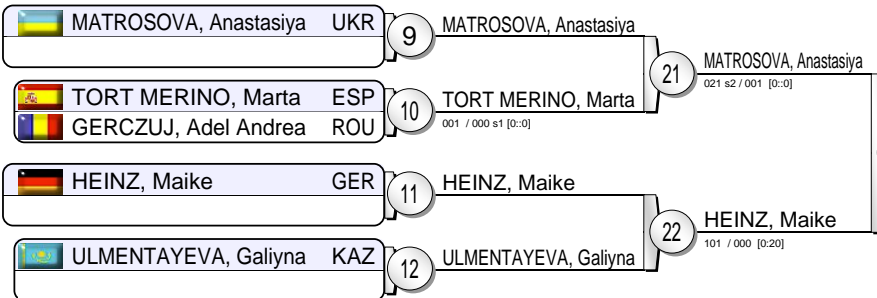 MATROSOVA, Anastasiya UKR
9
MATROSOVA, Anastasiya
21
MATROSOVA, Anastasiya
021 s2 / 001 [0::0]
TORT MERINO, Marta ESP
GERCZUJ, Adel Andrea ROU
10
TORT MERINO, Marta
001 / 000 s1 [0::0]
HEINZ, Maike GER
11
HEINZ, Maike
22
HEINZ, Maike
101 / 000 [0:20]
ULMENTAYEVA, Galiyna KAZ
12
ULMENTAYEVA, Galiyna